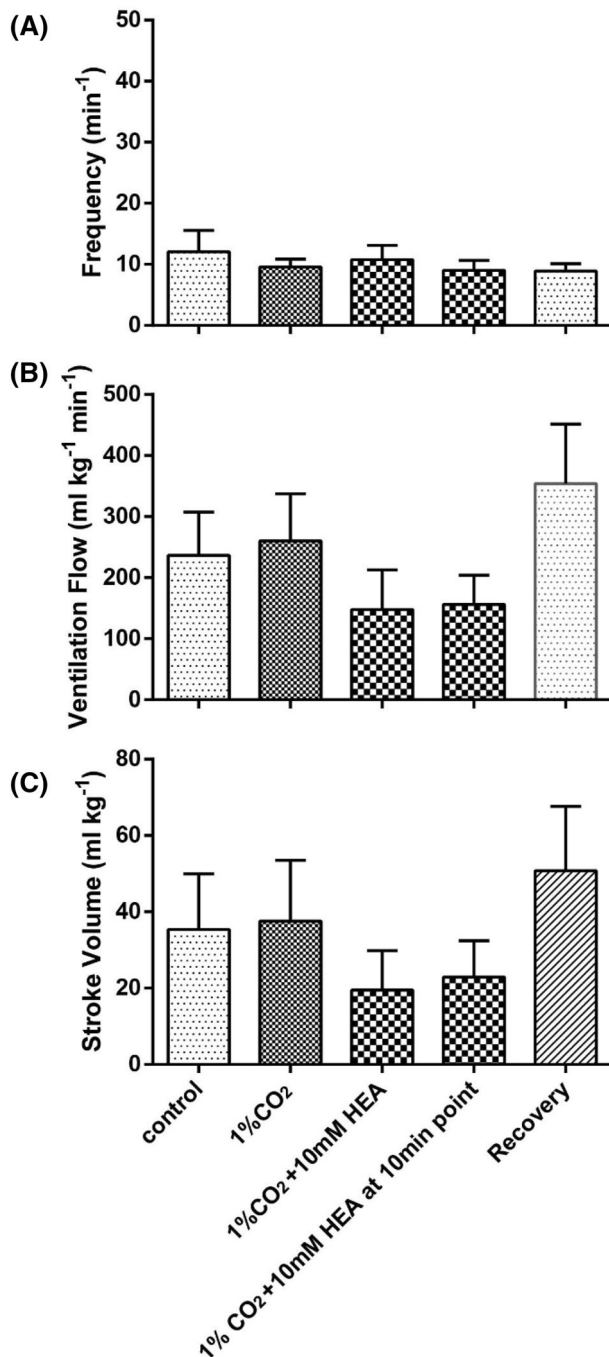 (A)
Frequency (min⁻¹)
50
40
30
20
10
0
(B)
Ventilation Flow (ml kg⁻¹ min⁻¹)
500
400
300
200
100
0
(C)
Stroke Volume (ml kg⁻¹)
80
60
40
20
0
control
1%CO₂
1%CO₂+10mM HEA
1% CO₂+10mM HEA at 10min point
Recovery